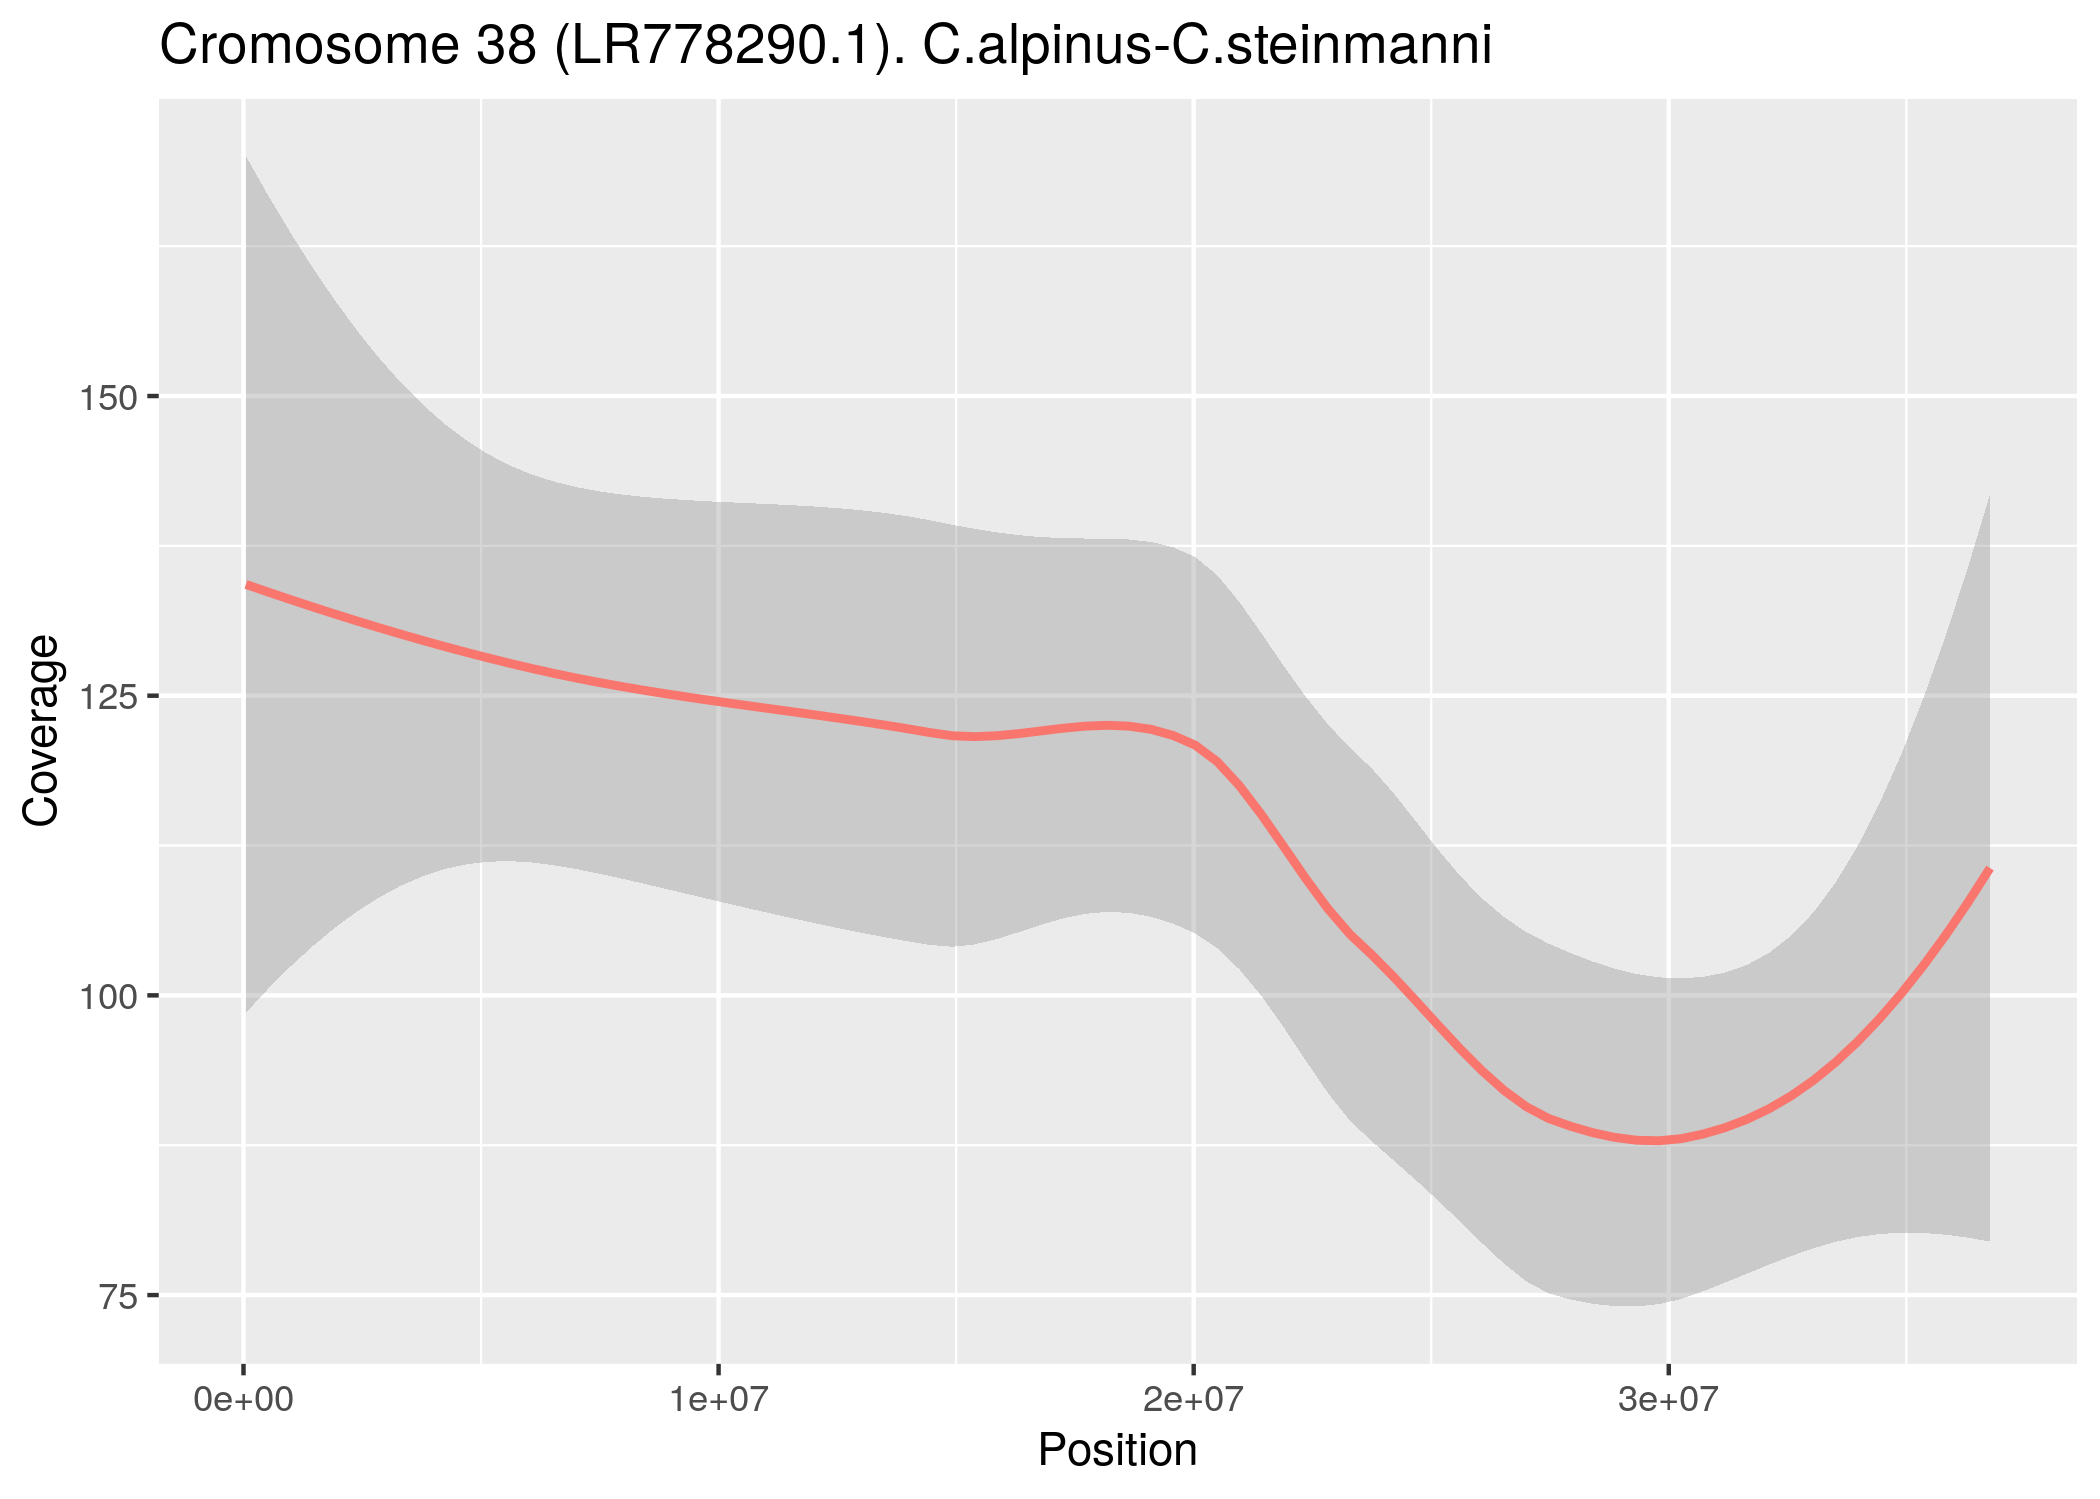 Cromosome 38 (LR778290.1). C.alpinus-C.steinmanni
150
125
100
75
Coverage
0e+00 1e+07 2e+07 3e+07
Position